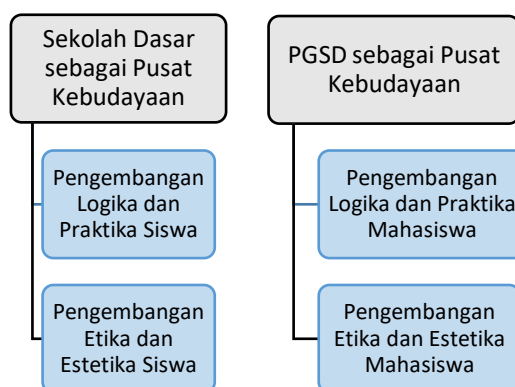 Sekolah Dasar
sebagai Pusat
Kebudayaan
Pengembangan
Logika dan
Praktika Siswa
Pengembangan
Etika dan
Estetika Siswa
PGSD sebagai Pusat
Kebudayaan
Pengembangan
Logika dan Praktika
Mahasiswa
Pengembangan
Etika dan Estetika
Mahasiswa